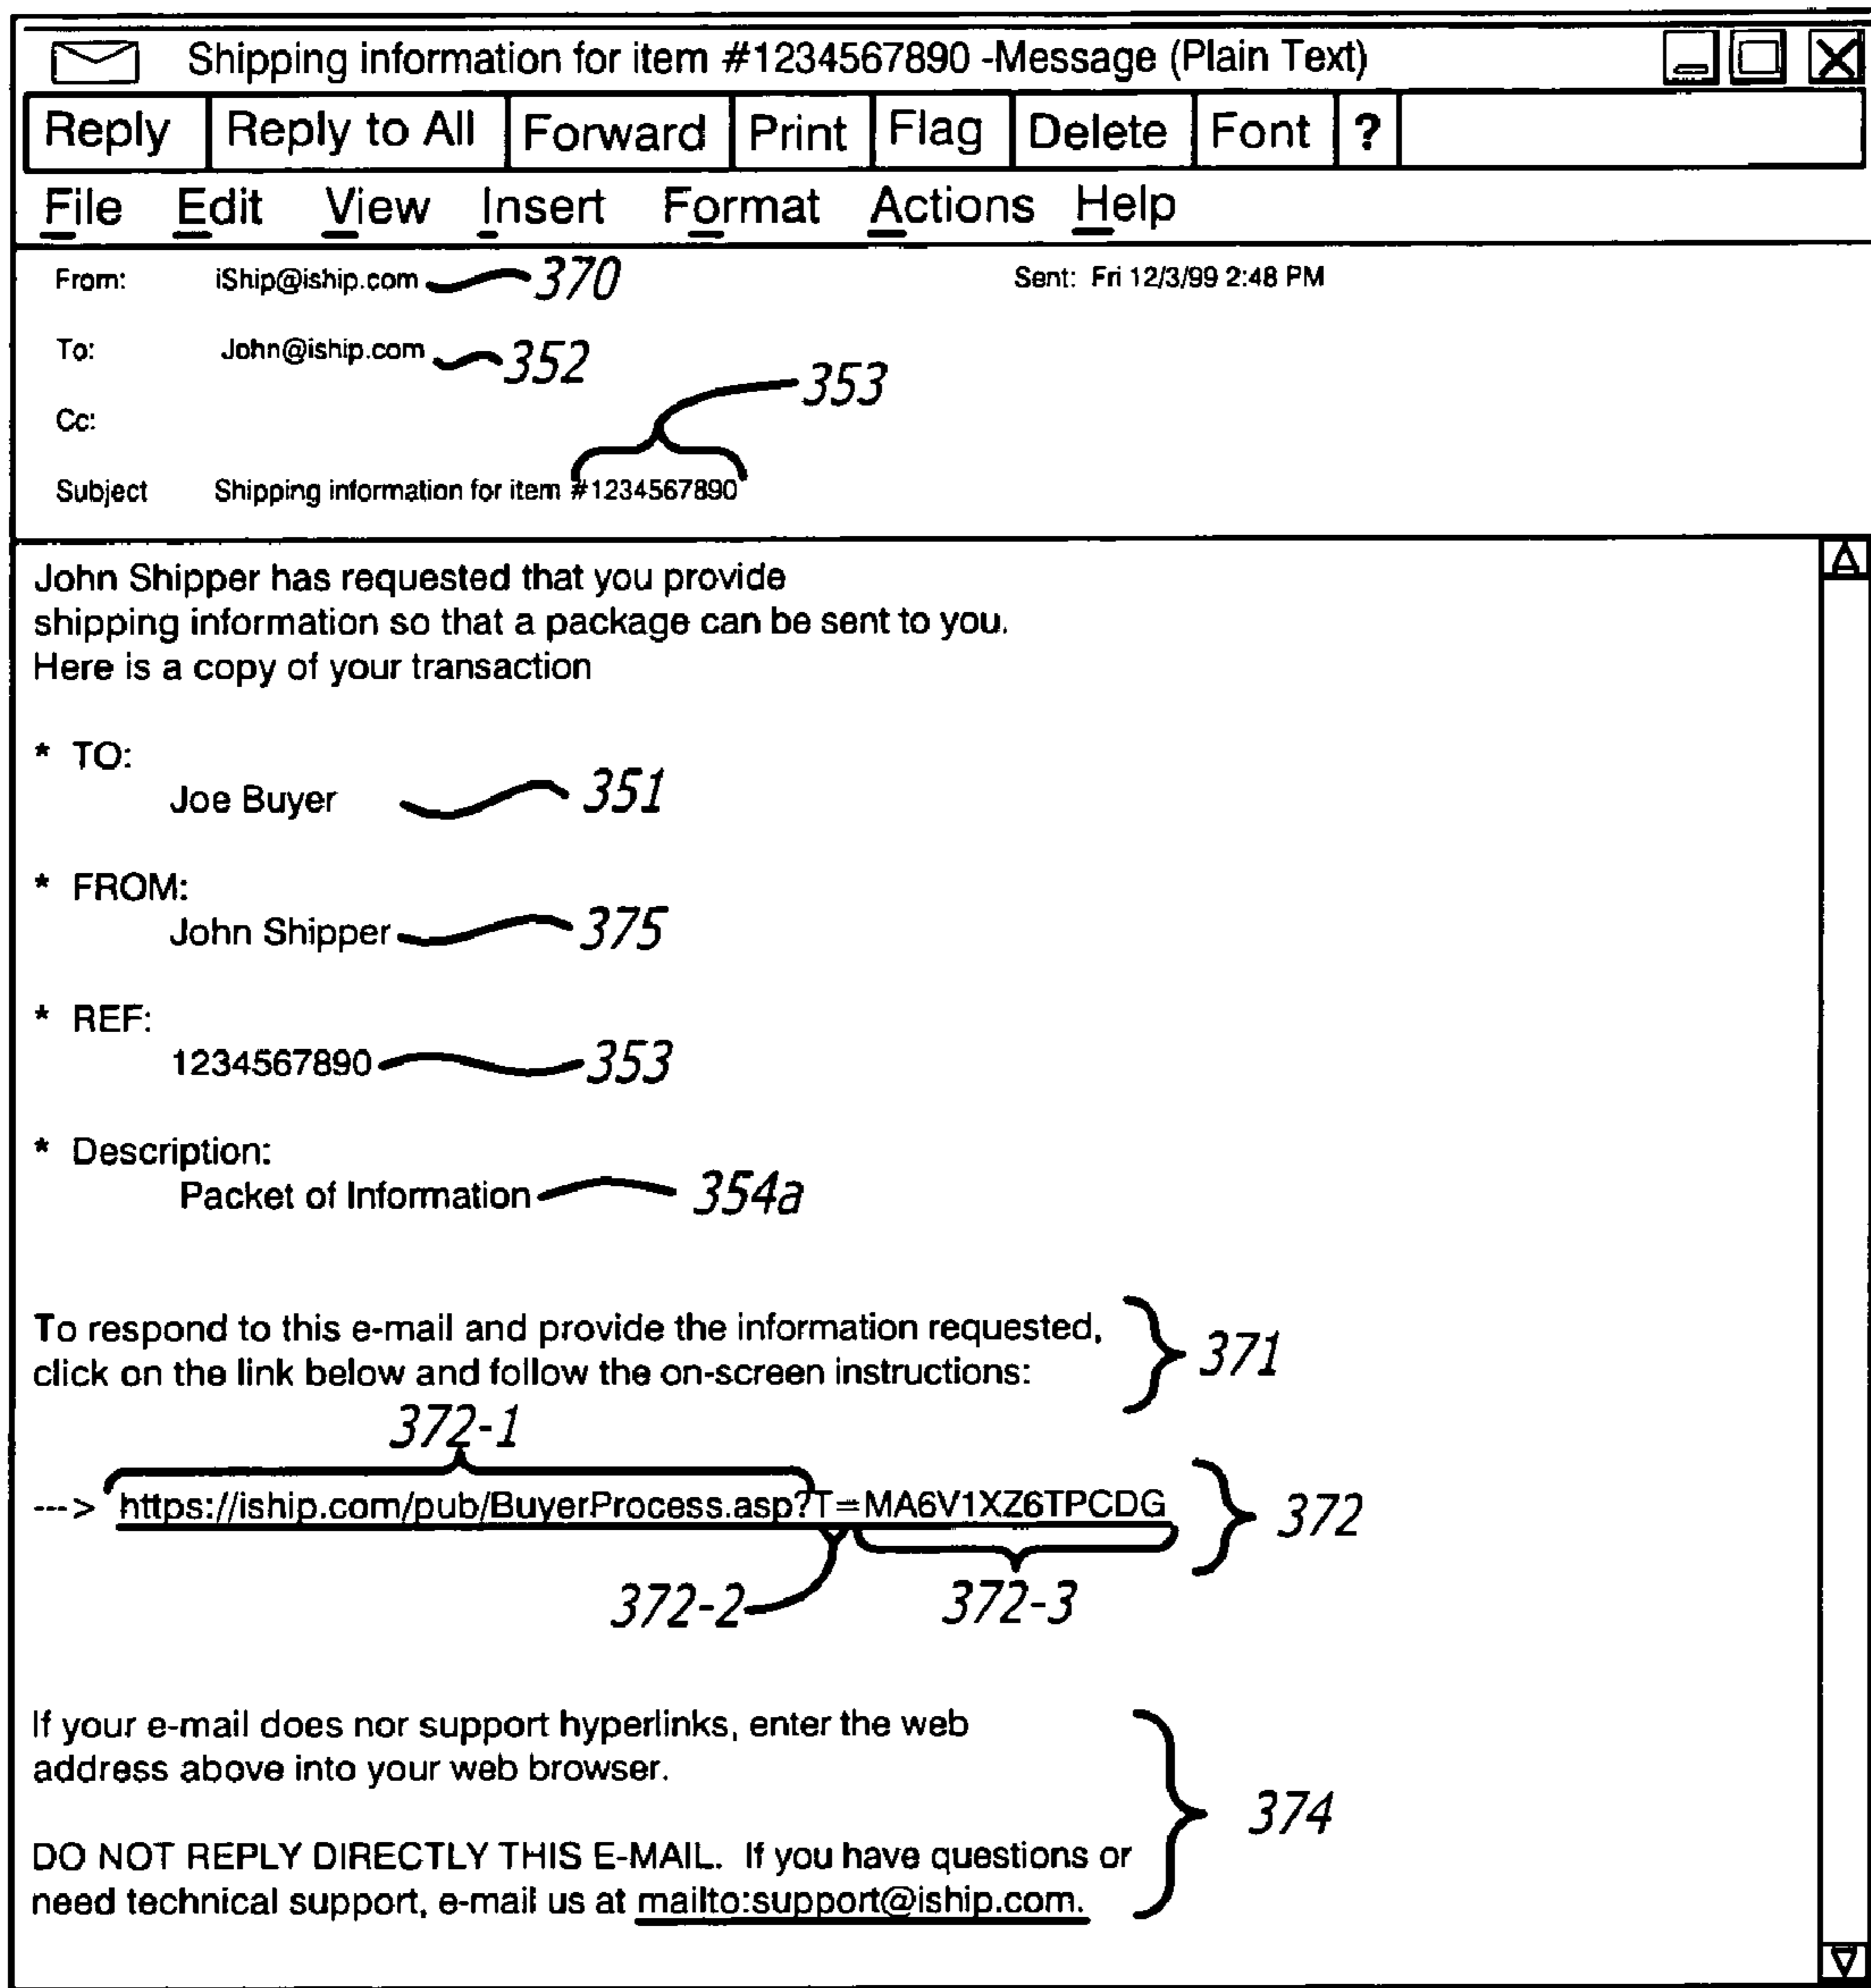 Shipping information for item #1234567890 -Message (Plain Text)
Reply Reply to All Forward Print Flag Delete Font ?
File Edit View Insert Format Actions Help
From: iShip@iship.com 370 Sent: Fri 12/3/99 2:48 PM
To: John@iship.com 352
353
Cc:
Subject Shipping information for item #1234567890
John Shipper has requested that you provide
shipping information so that a package can be sent to you.
Here is a copy of your transaction
* TO:
Joe Buyer 351
* FROM:
John Shipper 375
* REF:
1234567890 353
* Description:
Packet of Information 354a
To respond to this e-mail and provide the information requested,
click on the link below and follow the on-screen instructions:
371
372-1
---> https://iship.com/pub/BuyerProcess.asp?T=MA6V1XZ6TPCDG 372
372-2 372-3
If your e-mail does nor support hyperlinks, enter the web
address above into your web browser.
374
DO NOT REPLY DIRECTLY THIS E-MAIL. If you have questions or
need technical support, e-mail us at mailto:support@iship.com.